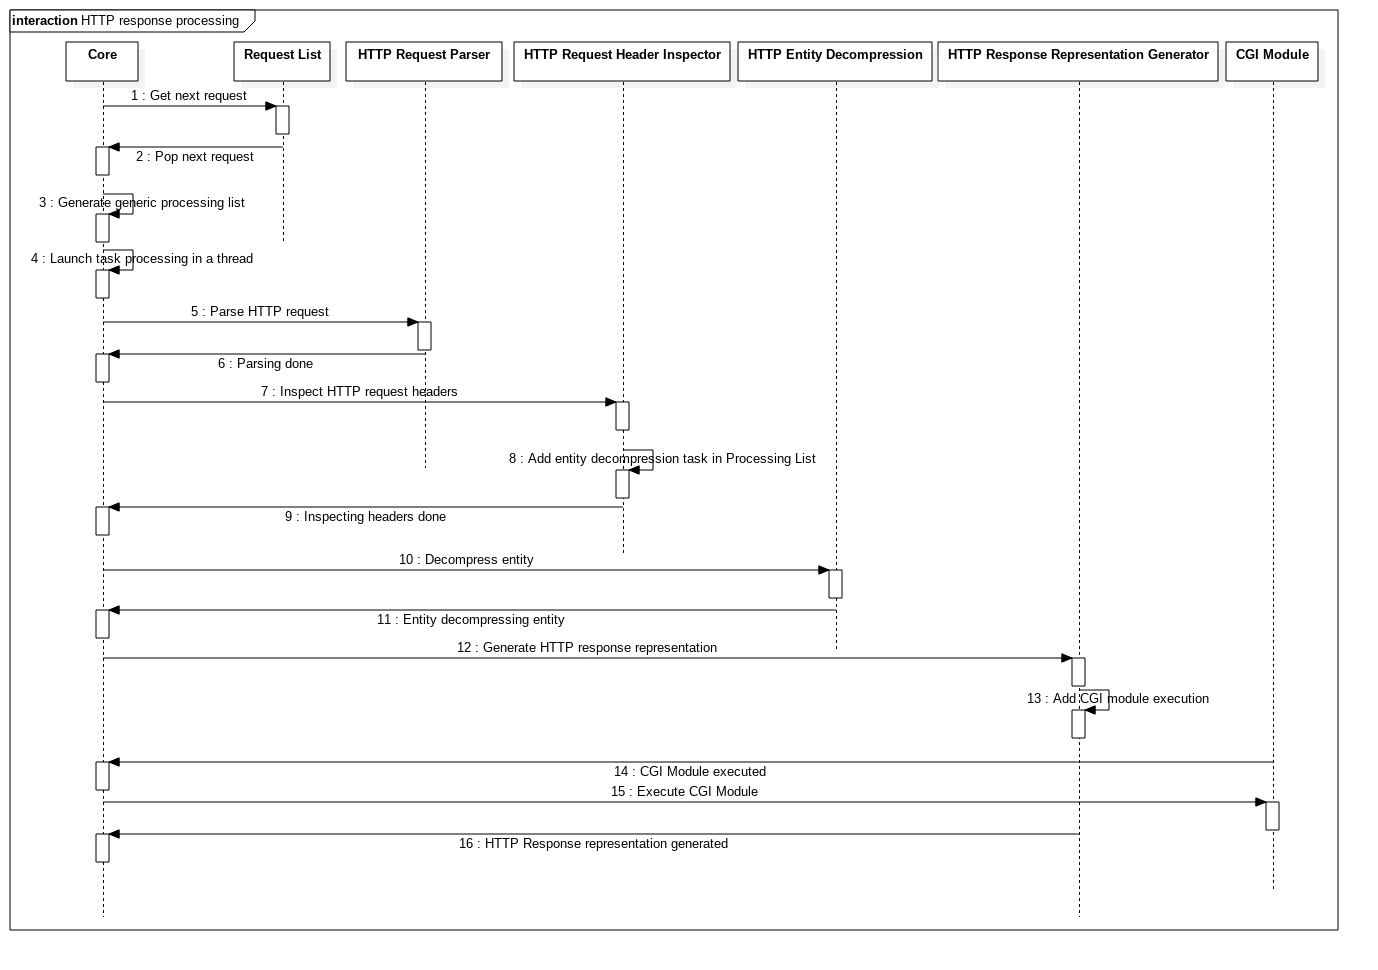 interaction HTTP response processing
Core
Request List
HTTP Request Parser
HTTP Request Header Inspector
HTTP Entity Decompression
HTTP Response Representation Generator
CGI Module
1 : Get next request
2 : Pop next request
3 : Generate generic processing list
4 : Launch task processing in a thread
5 : Parse HTTP request
6 : Parsing done
7 : Inspect HTTP request headers
8 : Add entity decompression task in Processing List
9 : Inspecting headers done
10 : Decompress entity
11 : Entity decompressing entity
12 : Generate HTTP response representation
13 : Add CGI module execution
14 : CGI Module executed
15 : Execute CGI Module
16 : HTTP Response representation generated